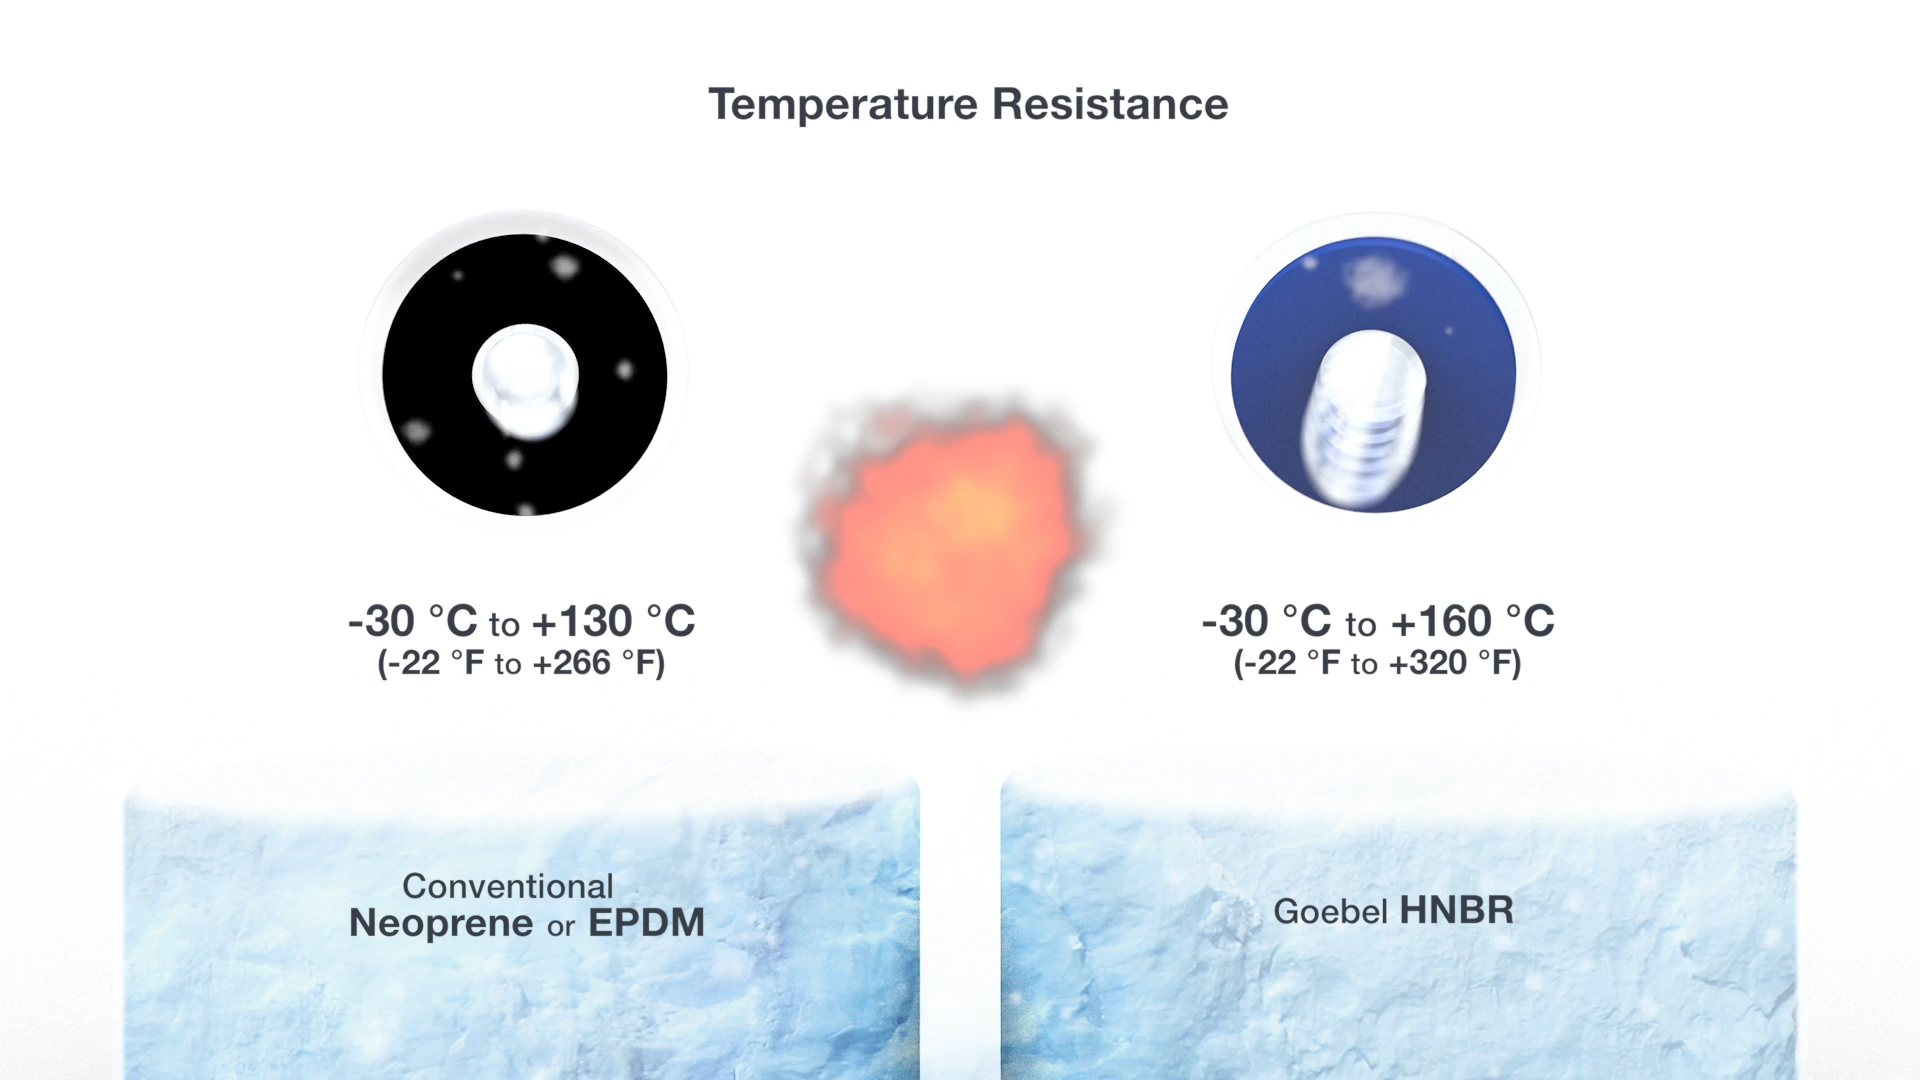 Temperature Resistance
-30 °C to +130 °C
(-22 °F to +266 °F)
-30 °C to +160 °C
(-22 °F to +320 °F)
Conventional
Neoprene or EPDM
Goebel HNBR